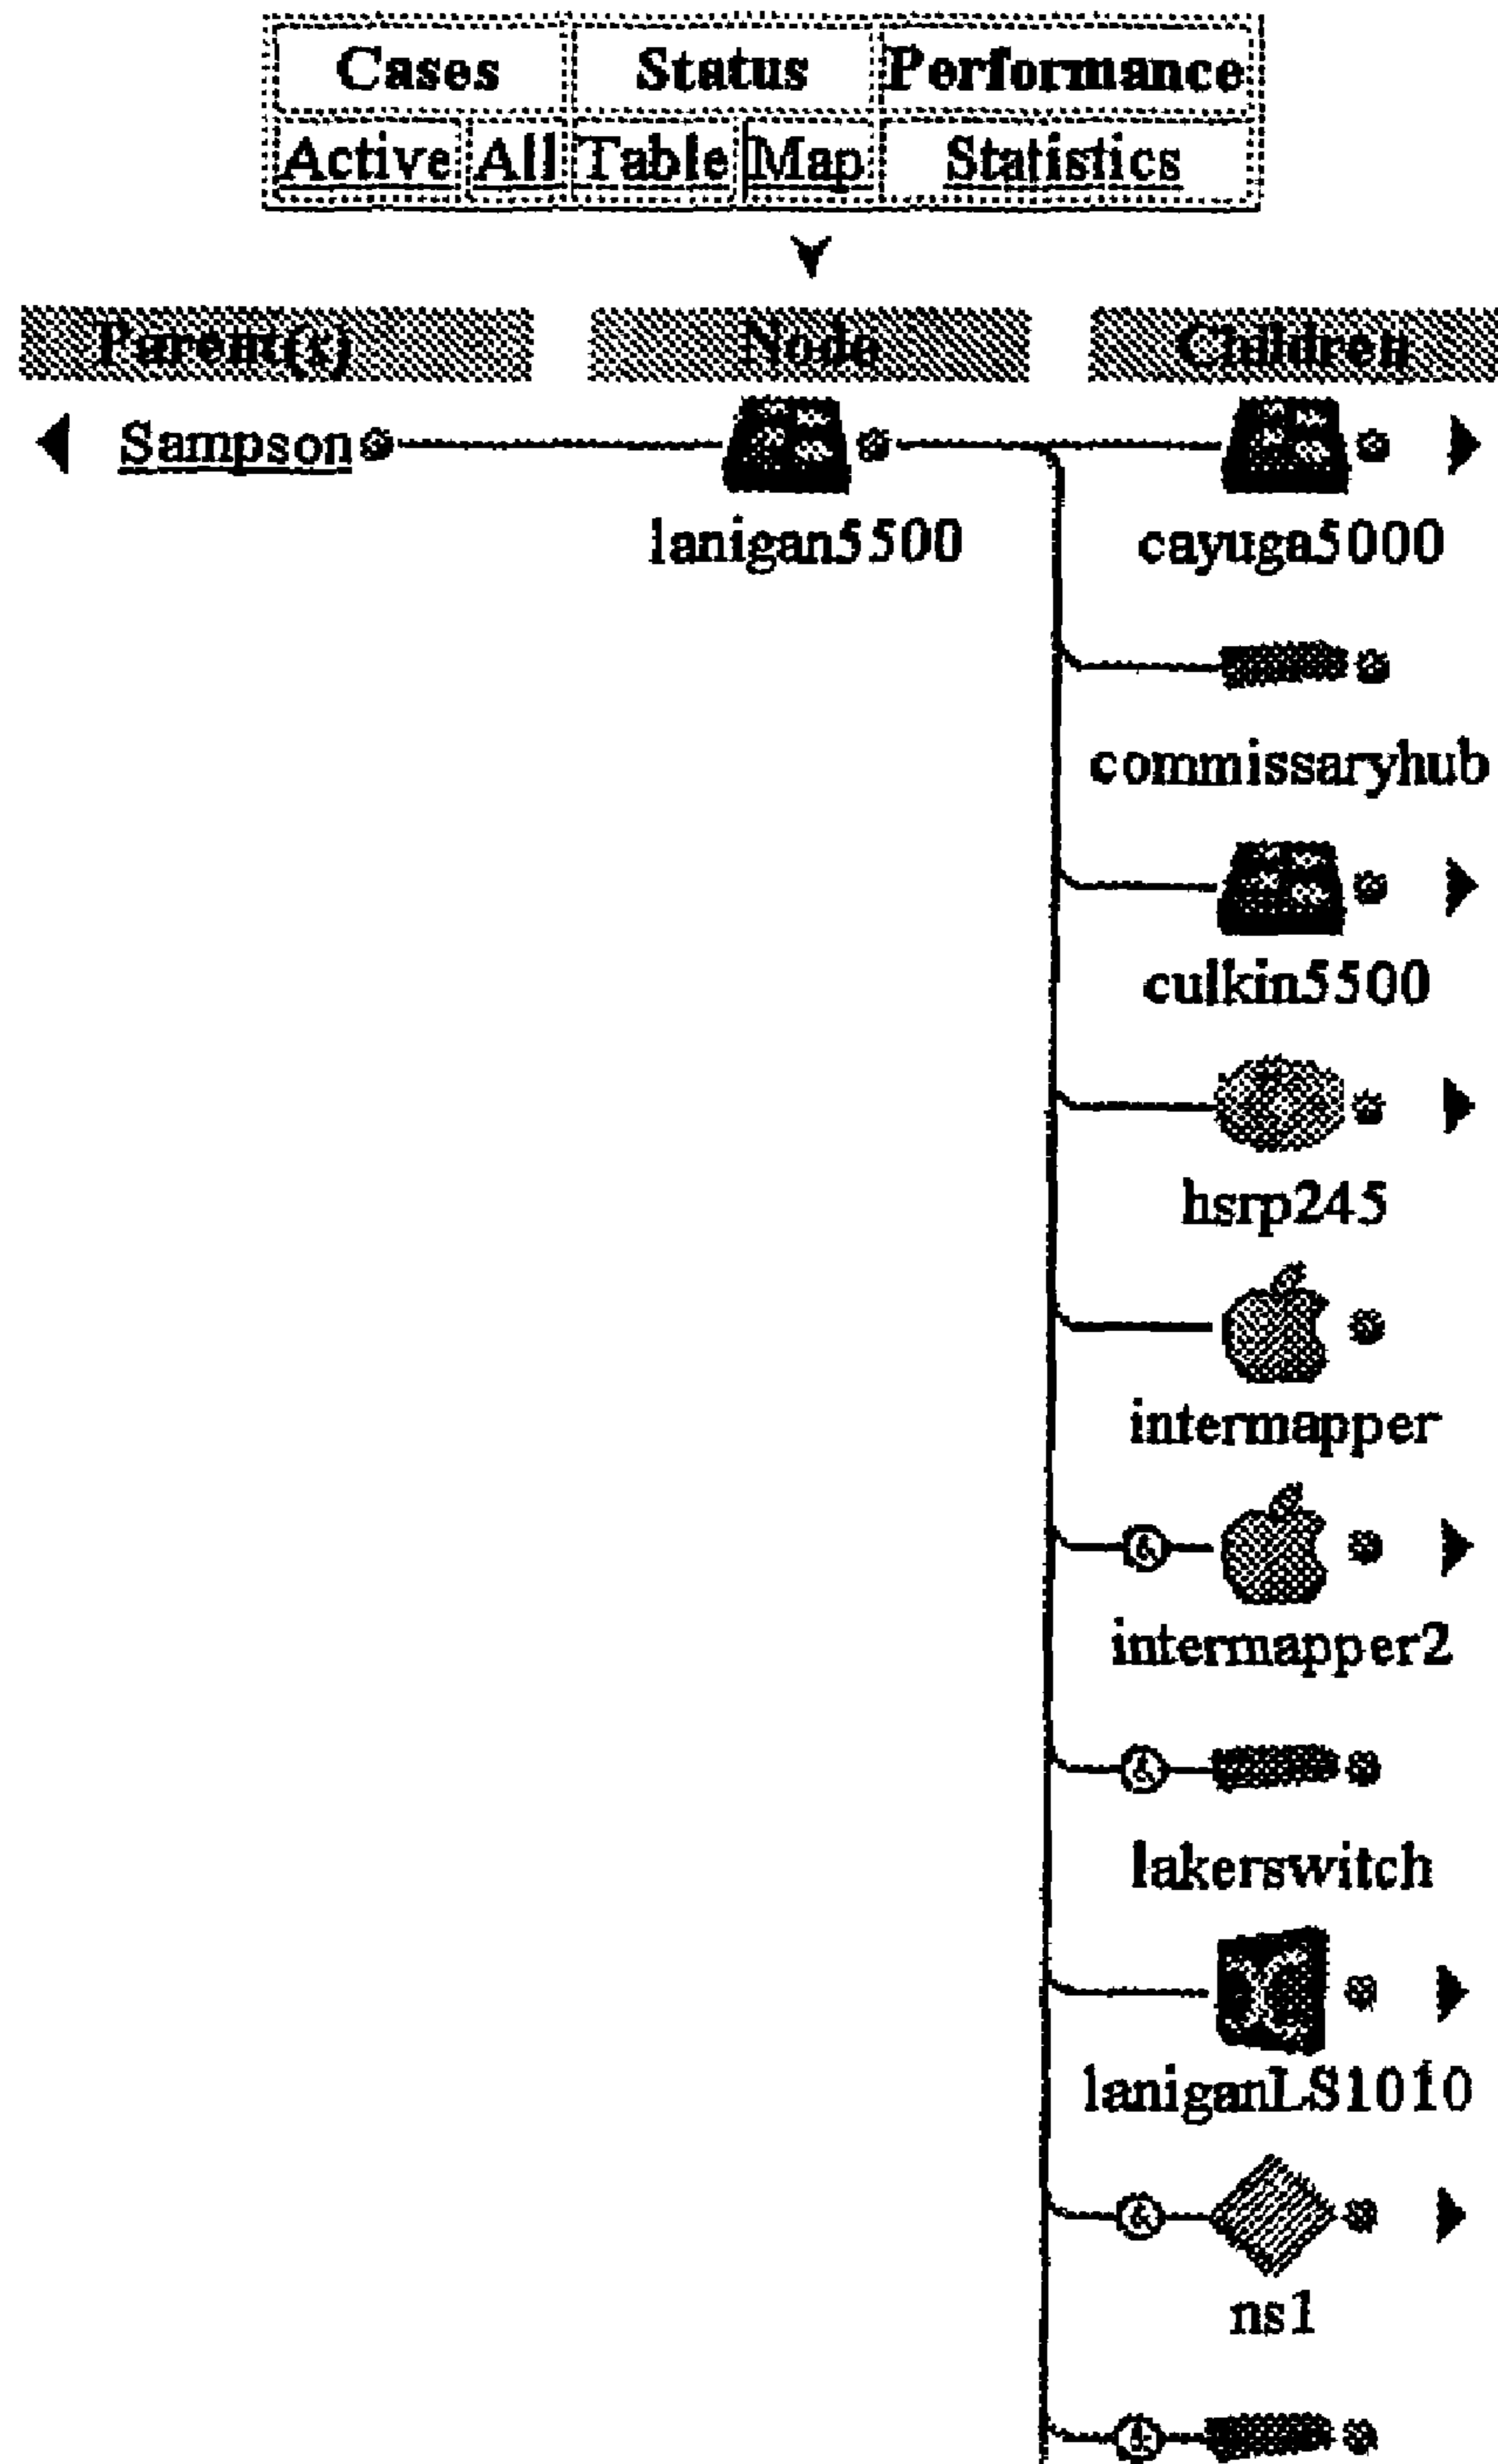 Cases Status Performance
Active All Table Map Statistics
Parent(s) Node Children
Sampson
lanigan5500
cayuga5000
commissaryhub
culkin5500
hsrp245
intermapper
&
intermapper2
&
lakerswitch
laniganLS1010
&
ns1
&